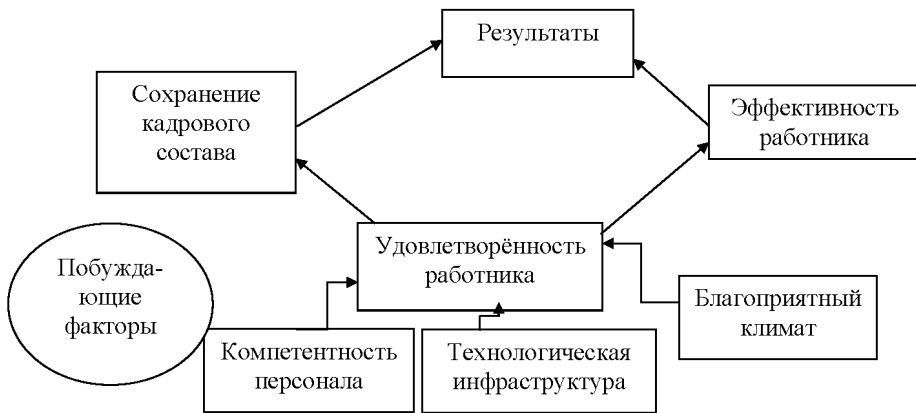 Результаты
Сохранение
кадрового
состава
Эффективность
работника
Удовлетворённость
работника
Побужда-
ющие
факторы
Благоприятный
климат
Компетентность
персонала
Технологическая
инфраструктура